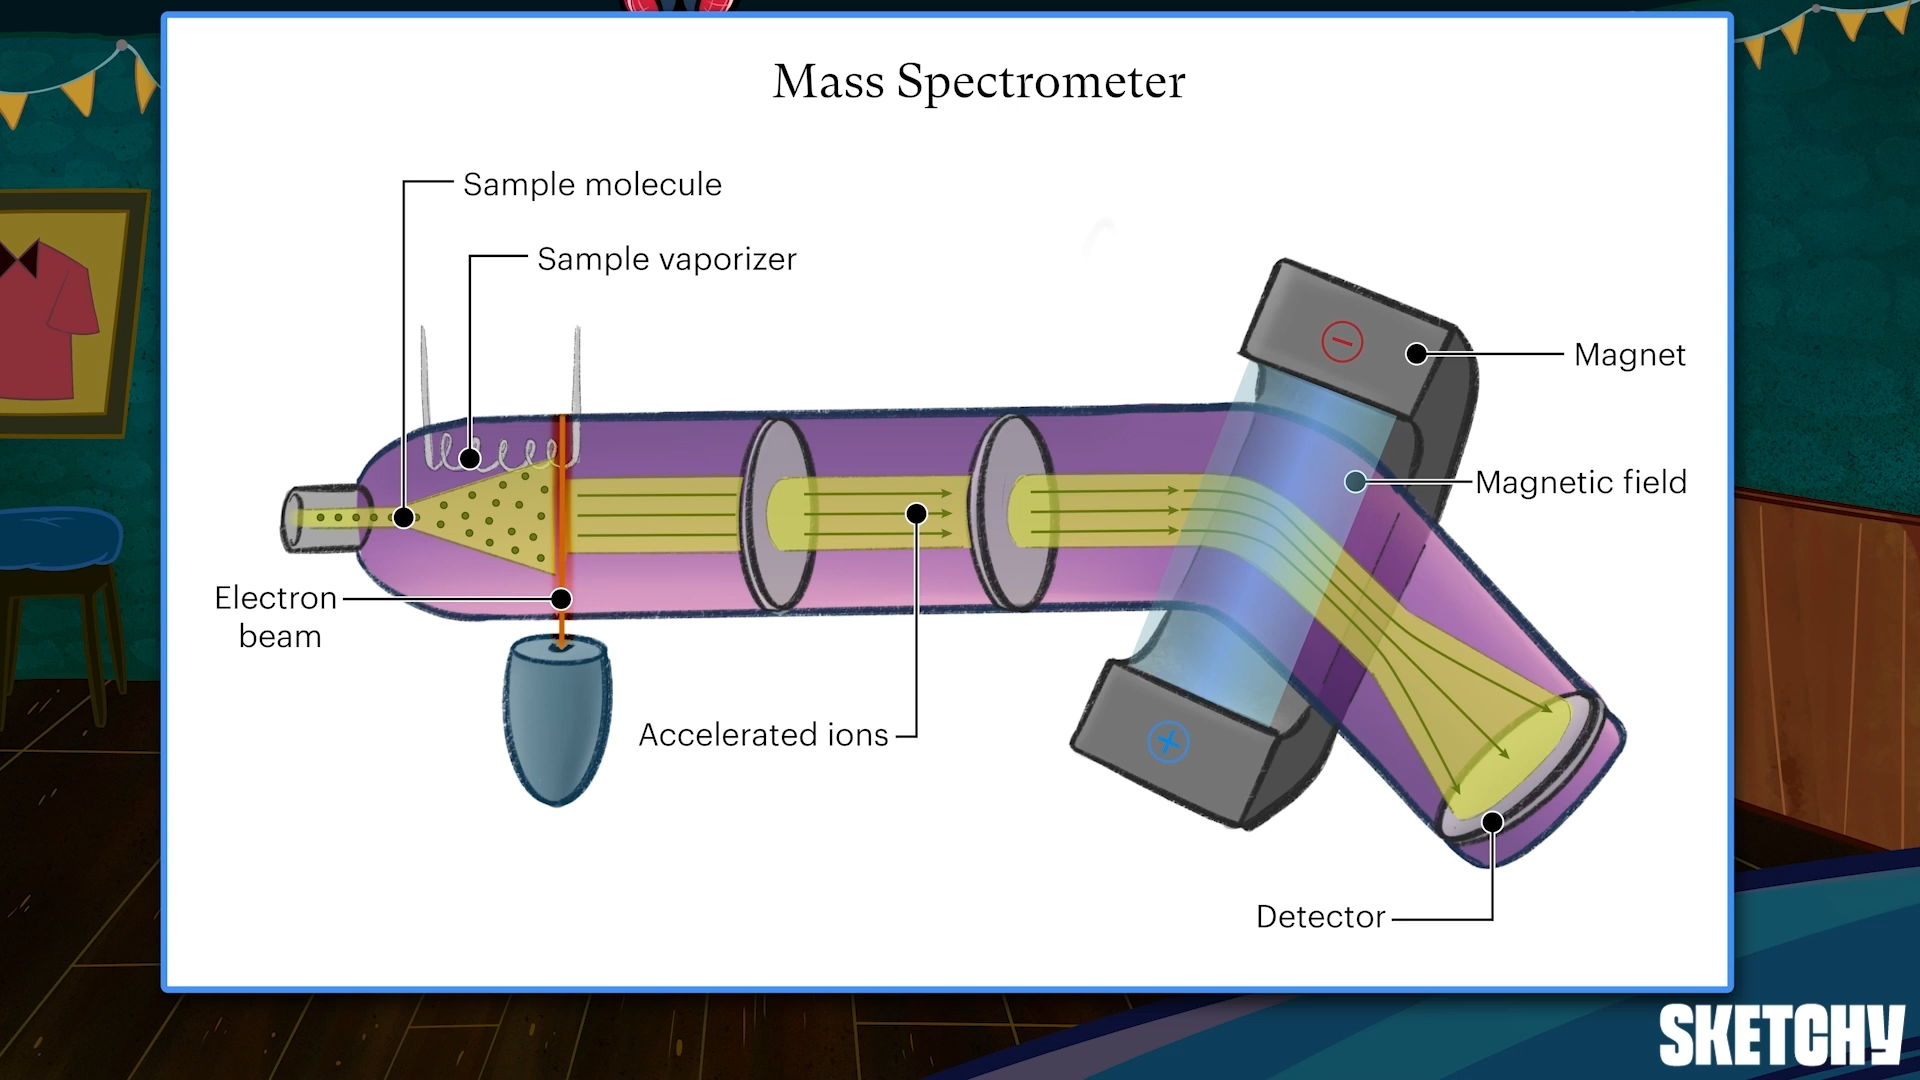 Mass Spectrometer
Sample molecule
Sample vaporizer
Magnet
Magnetic field
Electron
beam
Accelerated ions
Detector
SKETCHY